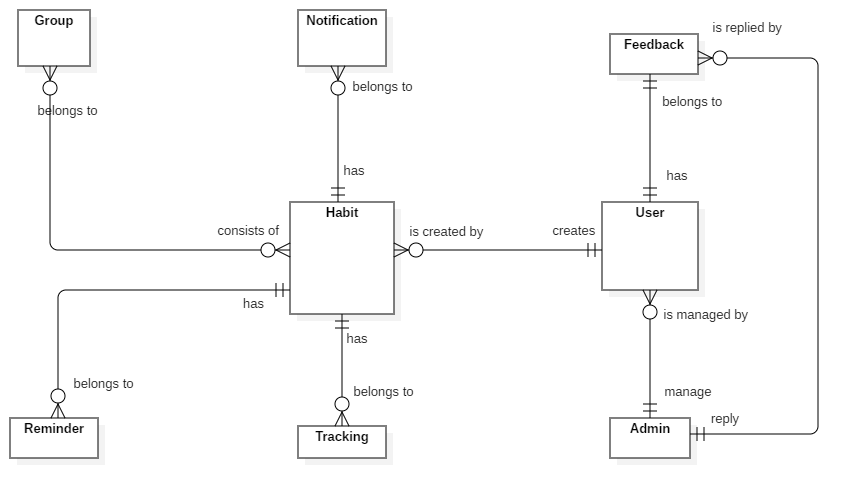 Group
Notification
Feedback
is replied by
belongs to
belongs to
belongs to
has
has
Habit
User
consists of
is created by
creates
has
is managed by
has
belongs to
belongs to
manage
reply
Reminder
Tracking
Admin